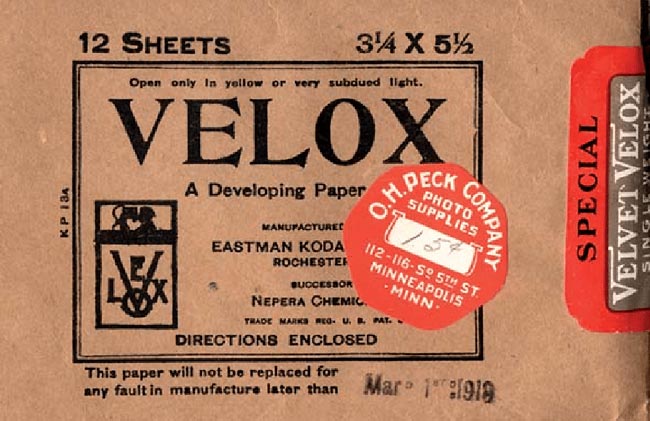 12 SHEETS 3¼ X 5½
Open only in yellow or very subdued light.
VELOX
A Developing Paper
KP 13A
VELOX
MANUFACTURED
EASTMAN KODA
ROCHESTER
SUCCESSOR
NEPERA CHEMIC
TRADE MARKS REG. U. S. PAT.
DIRECTIONS ENCLOSED
This paper will not be replaced for
any fault in manufacture later than
Mar 1 1919
O.H. PECK COMPANY
PHOTO
SUPPLIES
15¢
112-116-SO 5TH ST.
MINNEAPOLIS
·MINN·
SPECIAL
VELVET VELOX
SINGLE WEIGHT